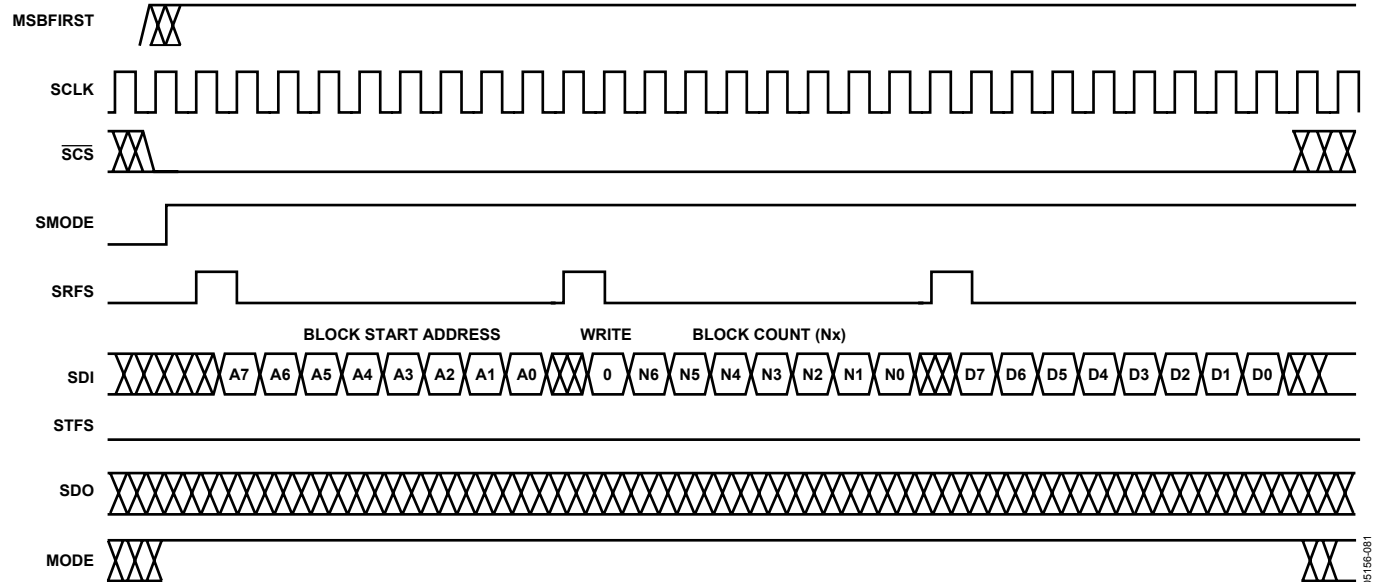 MSBFIRST
SCLK
SCS
SMODE
SRFS
BLOCK START ADDRESS WRITE BLOCK COUNT (Nx)
SDI A7 A6 A5 A4 A3 A2 A1 A0 0 N6 N5 N4 N3 N2 N1 N0 D7 D6 D5 D4 D3 D2 D1 D0
STFS
SDO
MODE
05156-081